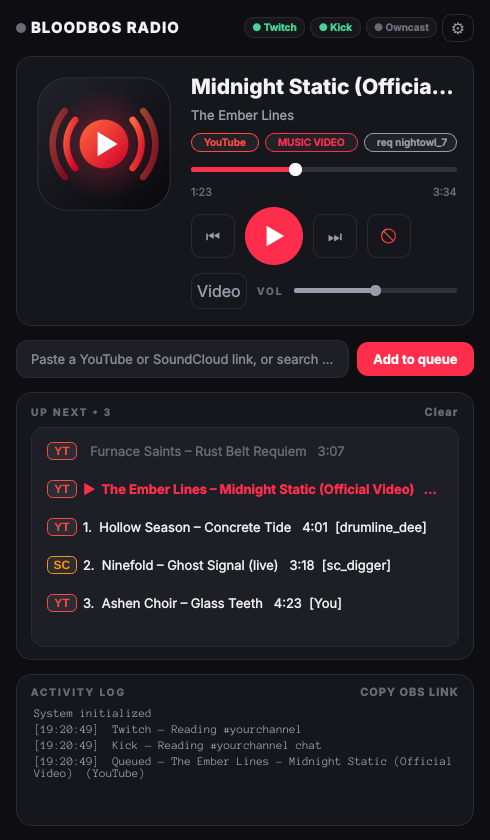 BLOODBOS RADIO
Twitch Kick Owncast
Midnight Static (Officia...
The Ember Lines
YouTube MUSIC VIDEO req nightowl_7
1:23 3:34
Video VOL
Paste a YouTube or SoundCloud link, or search ... Add to queue
UP NEXT • 3 Clear
YT Furnace Saints – Rust Belt Requiem 3:07
YT ▶ The Ember Lines – Midnight Static (Official Video) ...
YT 1. Hollow Season – Concrete Tide 4:01 [drumline_dee]
SC 2. Ninefold – Ghost Signal (live) 3:18 [sc_digger]
YT 3. Ashen Choir – Glass Teeth 4:23 [You]
ACTIVITY LOG COPY OBS LINK
System initialized
[19:20:49] Twitch — Reading #yourchannel
[19:20:49] Kick — Reading #yourchannel chat
[19:20:49] Queued — The Ember Lines – Midnight Static (Official
Video) (YouTube)